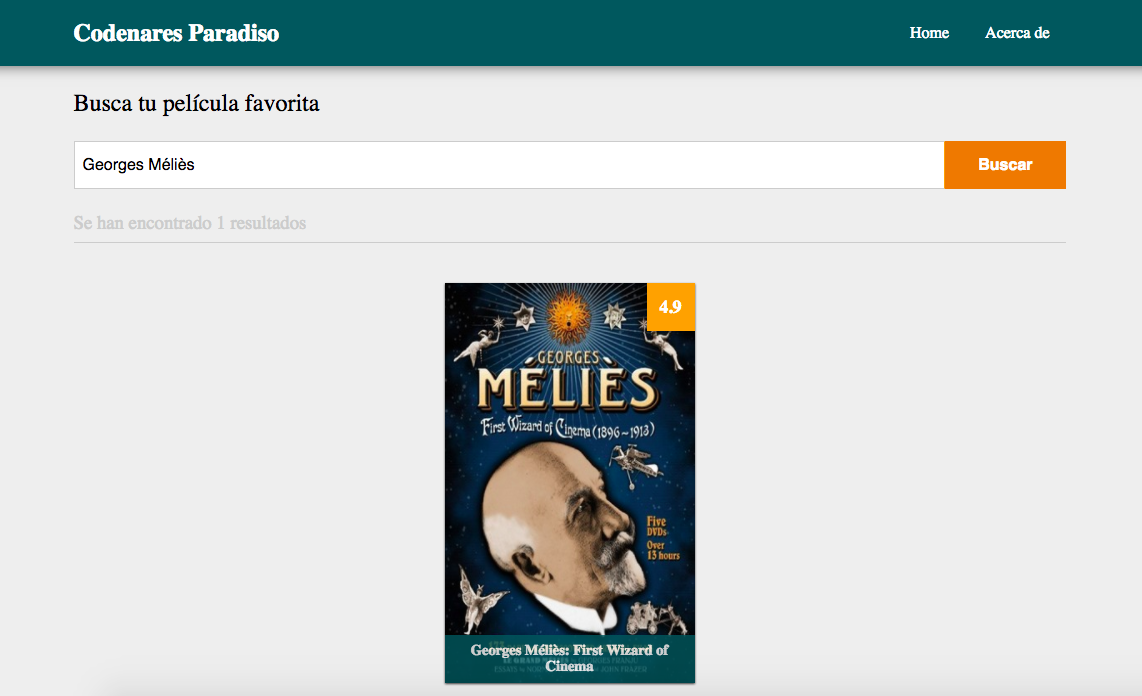 Codenares Paradiso
Home
Acerca de
Busca tu película favorita
Georges Méliès
Buscar
Se han encontrado 1 resultados
4.9
GEORGES
MÉLIÈS
First Wizard of Cinema (1896~1913)
Five
DVDs
Over
13 hours
Georges Méliès: First Wizard of
Cinema